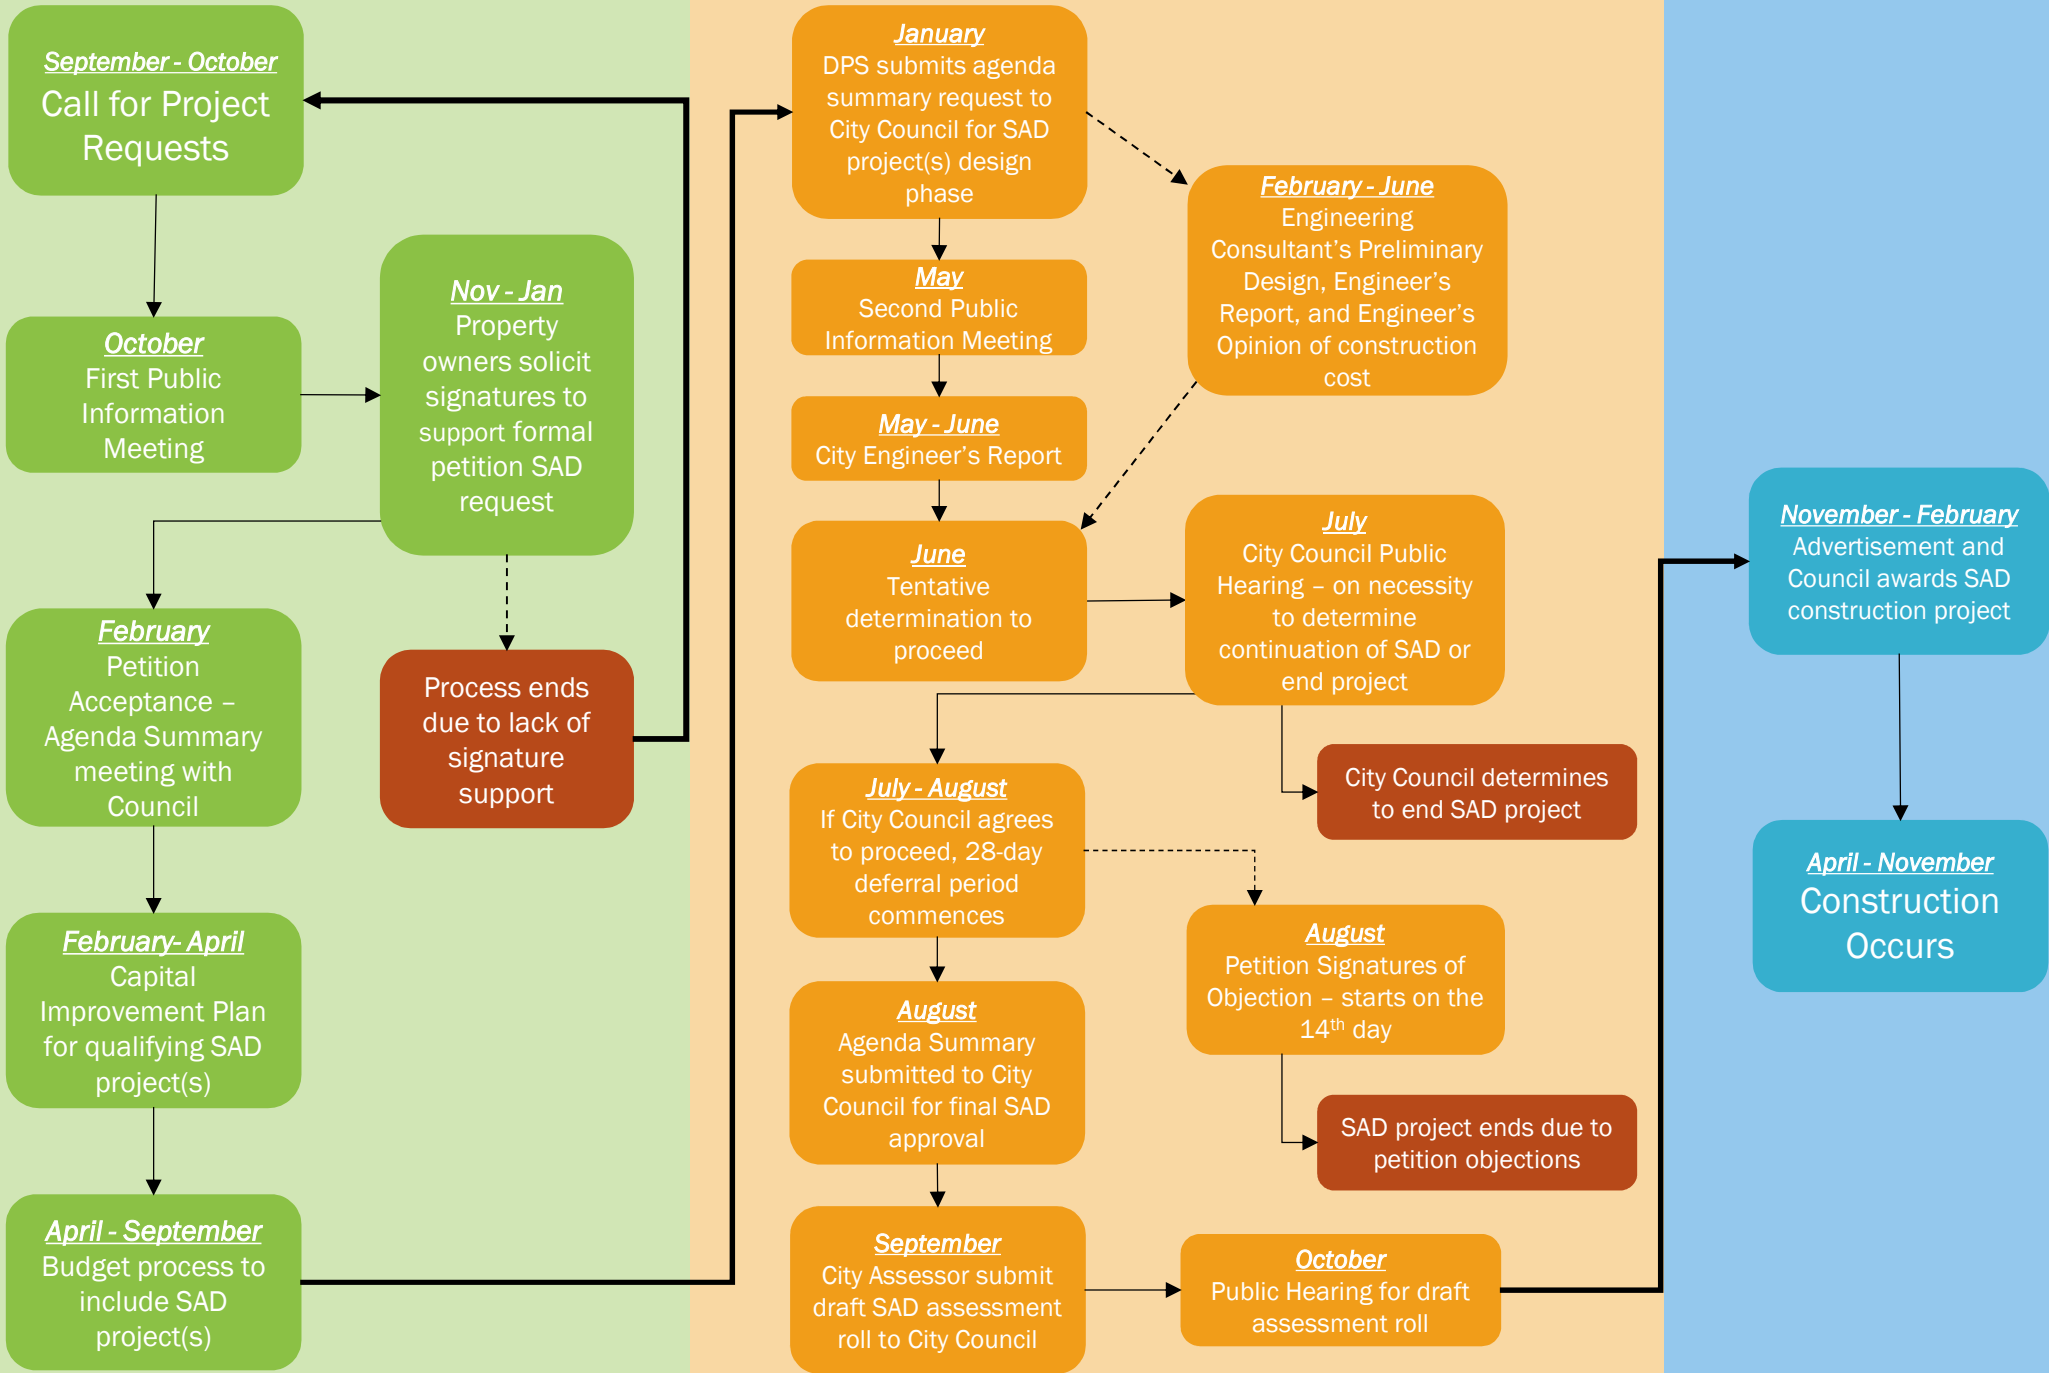 September - October
Call for Project
Requests
October
First Public
Information
Meeting
Nov - Jan
Property
owners solicit
signatures to
support formal
petition SAD
request
Process ends
due to lack of
signature
support
February
Petition
Acceptance –
Agenda Summary
meeting with
Council
February- April
Capital
Improvement Plan
for qualifying SAD
project(s)
April - September
Budget process to
include SAD
project(s)
January
DPS submits agenda
summary request to
City Council for SAD
project(s) design
phase
February - June
Engineering
Consultant’s Preliminary
Design, Engineer’s
Report, and Engineer’s
Opinion of construction
cost
May
Second Public
Information Meeting
May - June
City Engineer’s Report
June
Tentative
determination to
proceed
July
City Council Public
Hearing – on necessity
to determine
continuation of SAD or
end project
City Council determines
to end SAD project
July - August
If City Council agrees
to proceed, 28-day
deferral period
commences
August
Petition Signatures of
Objection – starts on the
14th day
SAD project ends due to
petition objections
August
Agenda Summary
submitted to City
Council for final SAD
approval
September
City Assessor submit
draft SAD assessment
roll to City Council
October
Public Hearing for draft
assessment roll
November - February
Advertisement and
Council awards SAD
construction project
April - November
Construction
Occurs